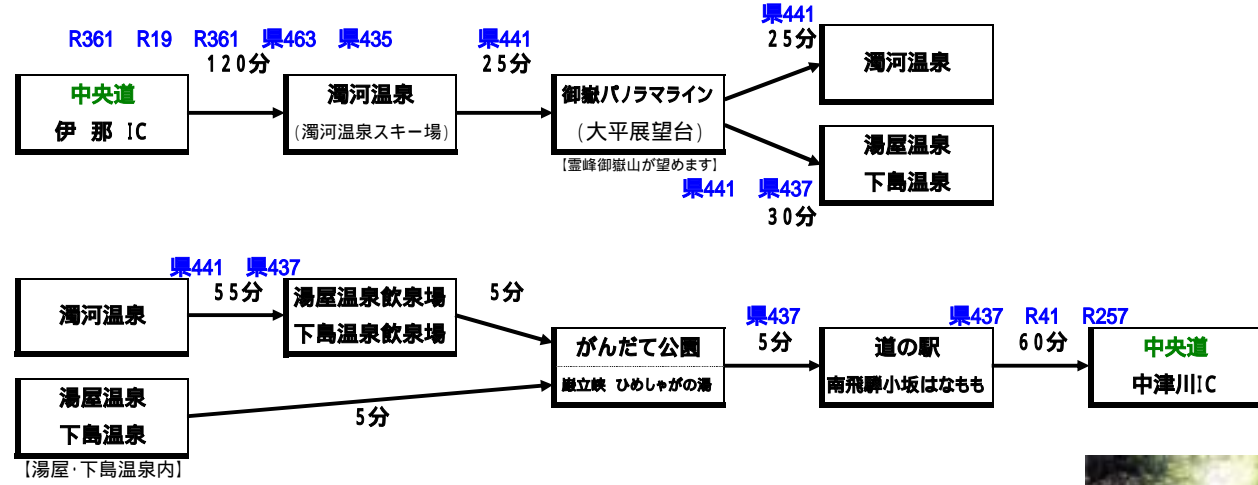 県441
R361 R19 R361 県463 県435 県441
120分 25分 25分
中央道
伊 那 IC
濁河温泉
(濁河温泉スキー場)
御嶽パノラマライン
(大平展望台)
【霊峰御嶽山が望めます】
濁河温泉
湯屋温泉
下島温泉
県441 県437
30分
県441 県437
55分
濁河温泉
湯屋温泉飲泉場
下島温泉飲泉場
5分
湯屋温泉
下島温泉
【湯屋・下島温泉内】
5分
がんだて公園
巌立峡 ひめしゃがの湯
県437
5分
道の駅
南飛騨小坂はなもも
県437 R41 R257
60分
中央道
中津川IC